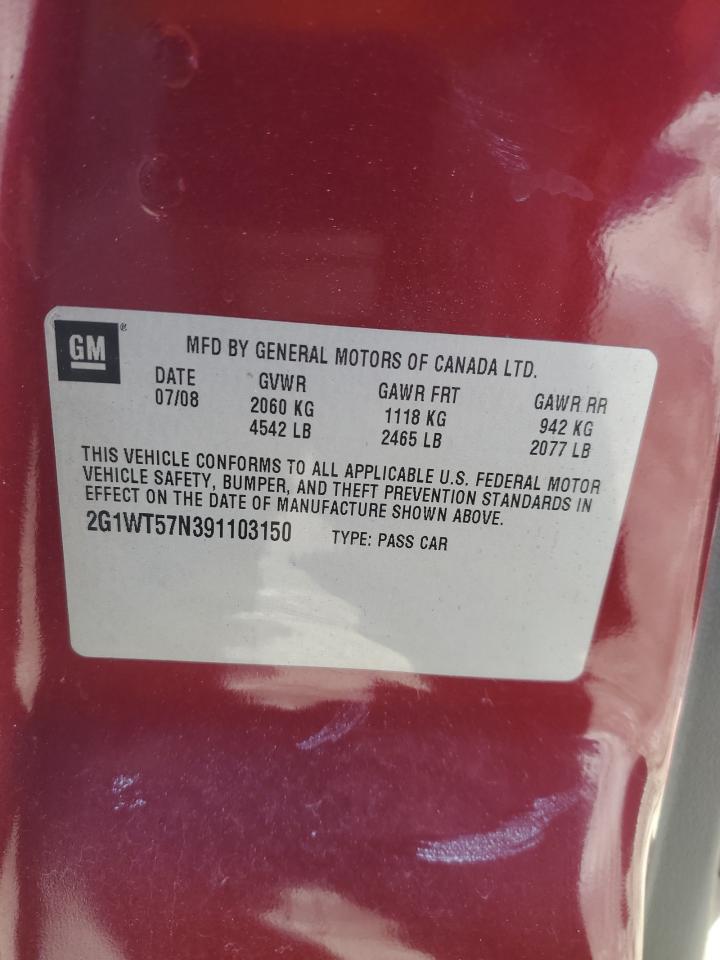 GM®
MFD BY GENERAL MOTORS OF CANADA LTD.
DATE GVWR GAWR FRT GAWR RR
07/08 2060 KG 1118 KG 942 KG
4542 LB 2465 LB 2077 LB
THIS VEHICLE CONFORMS TO ALL APPLICABLE U.S. FEDERAL MOTOR
VEHICLE SAFETY, BUMPER, AND THEFT PREVENTION STANDARDS IN
EFFECT ON THE DATE OF MANUFACTURE SHOWN ABOVE.
2G1WT57N391103150 TYPE: PASS CAR